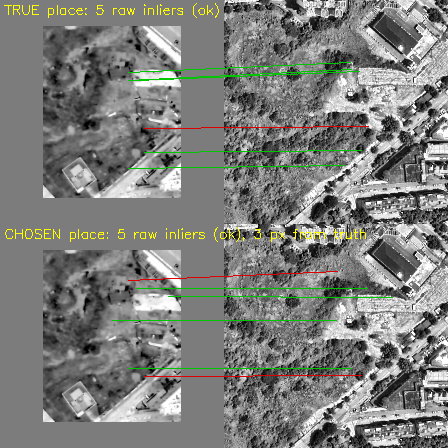 TRUE place: 5 raw inliers (ok)
CHOSEN place: 5 raw inliers (ok), 3 px from truth